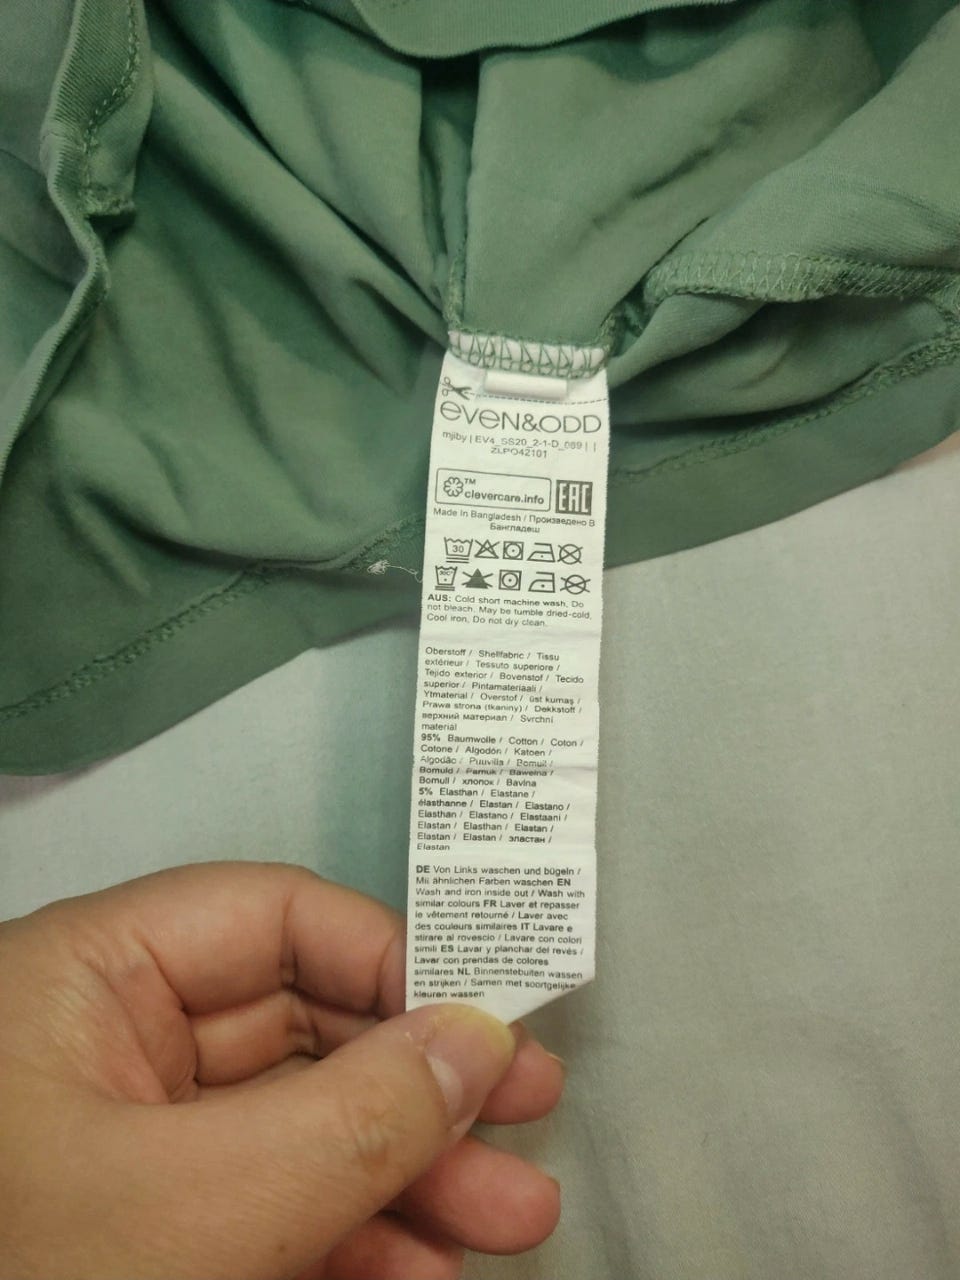 eVeN&ODD
mjiby | EV4_SS20_2-1-D_089 | |
ZLPO42101
TM
clevercare.info
EAC
Made In Bangladesh / Произведено В
Бангладеш
30
30C°
AUS: Cold short machine wash. Do
not bleach. May be tumble dried-cold.
Cool iron. Do not dry clean.
Oberstoff / Shellfabric / Tissu
extérieur / Tessuto superiore /
Tejido exterior / Bovenstof / Tecido
superior / Pintamateriaali /
Ytmaterial / Overstof / üst kumaş /
Prawa strona (tkaniny) / Dekkstoff /
верхний материал / Svrchni
materiál
95% Baumwolle / Cotton / Coton /
Cotone / Algodón / Katoen /
Algodão / Puuvilla / Bomull /
Bomuld / Pamuk / Bawełna /
Bomull / хлопок / Bavlna
5% Elasthan / Elastane /
élasthanne / Elastan / Elastano /
Elasthan / Elastano / Elastaani /
Elastan / Elasthan / Elastan /
Elastan / Elastan / эластан /
Elastan
DE Von Links waschen und bügeln /
Mit ähnlichen Farben waschen EN
Wash and iron inside out / Wash with
similar colours FR Laver et repasser
le vêtement retourné / Laver avec
des couleurs similaires IT Lavare e
stirare al rovescio / Lavare con colori
simili ES Lavar y planchar del revés /
Lavar con prendas de colores
similares NL Binnenstebuiten wassen
en strijken / Samen met soortgelijke
kleuren wassen